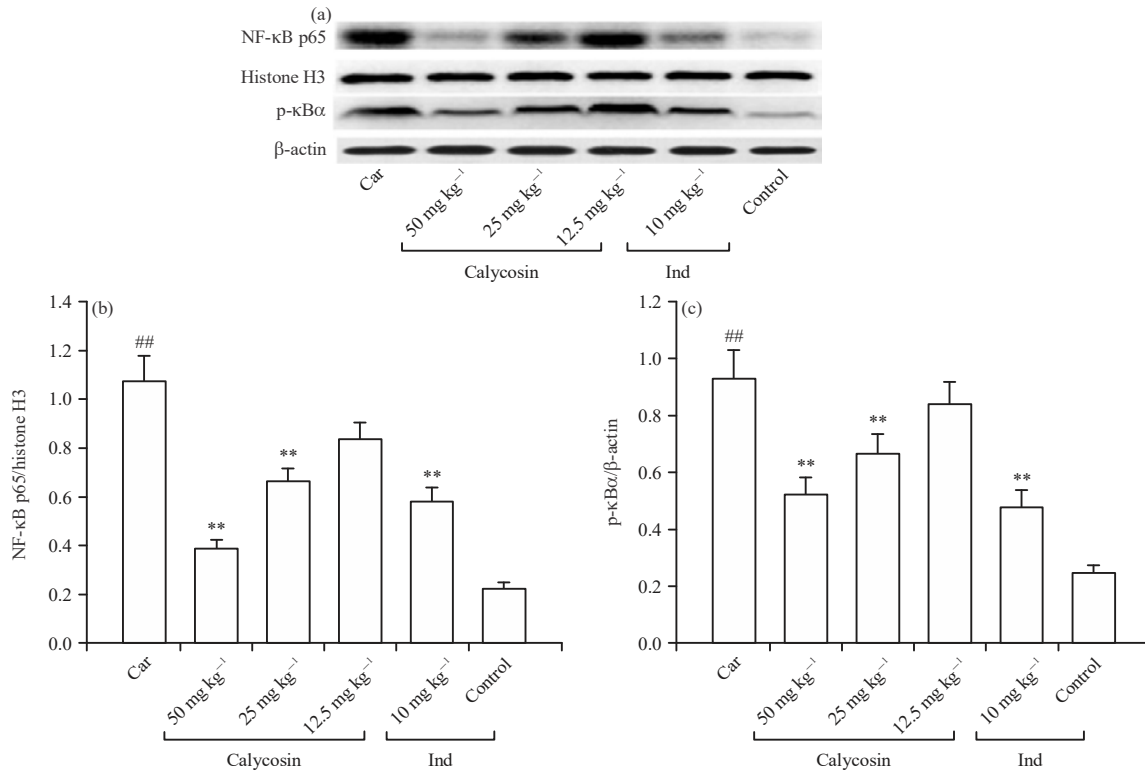 (a)
NF-κB p65
Histone H3
p-κBα
β-actin
Car
50 mg kg⁻¹
25 mg kg⁻¹
12.5 mg kg⁻¹
10 mg kg⁻¹
Control
Calycosin
Ind
(b)
NF-κB p65/histone H3
1.4
1.2
1.0
0.8
0.6
0.4
0.2
0.0
##
**
**
**
Car
50 mg kg⁻¹
25 mg kg⁻¹
12.5 mg kg⁻¹
10 mg kg⁻¹
Control
Calycosin
Ind
(c)
p-κBα/β-actin
1.2
1.0
0.8
0.6
0.4
0.2
0.0
##
**
**
**
Car
50 mg kg⁻¹
25 mg kg⁻¹
12.5 mg kg⁻¹
10 mg kg⁻¹
Control
Calycosin
Ind